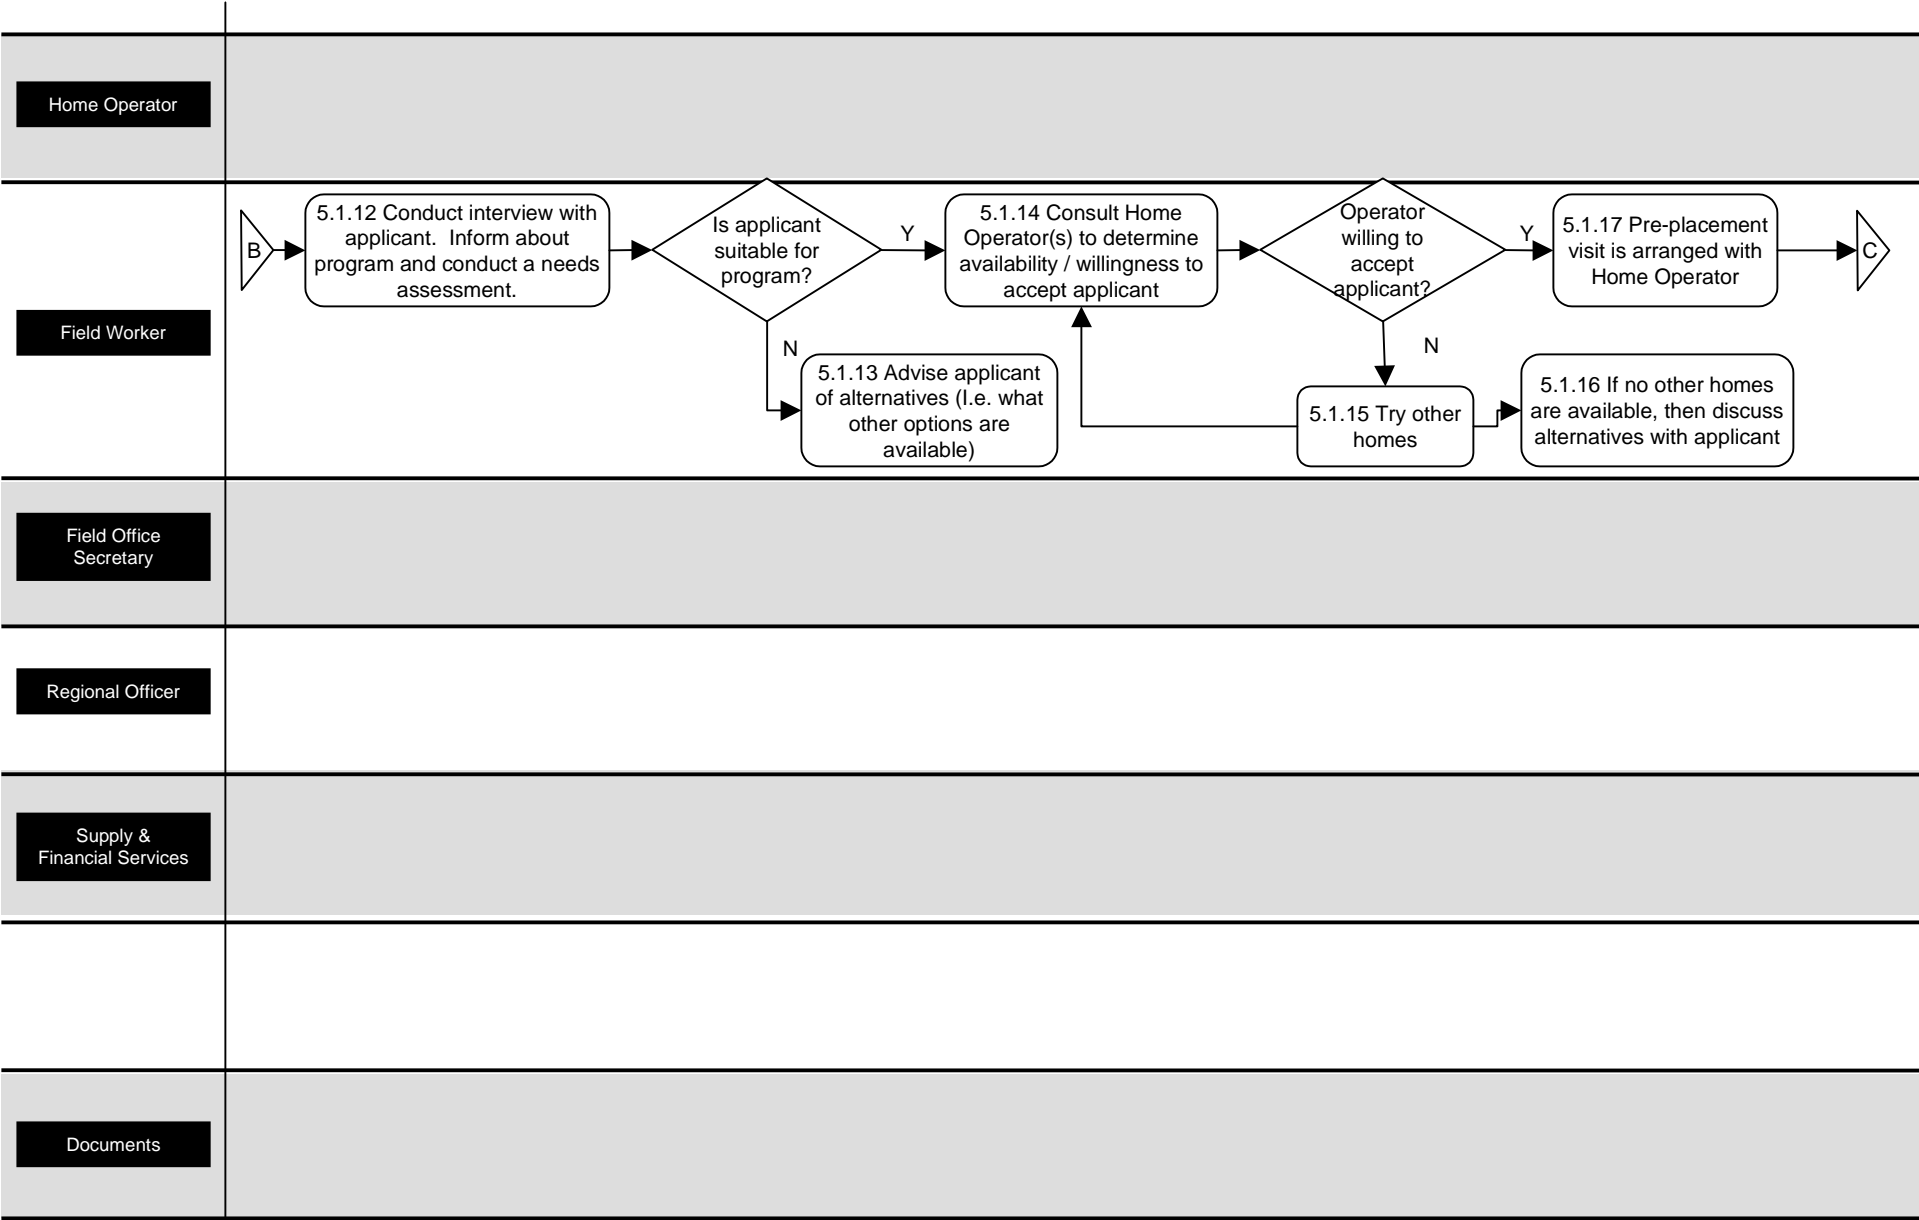 Home Operator
B
5.1.12 Conduct interview with
applicant.  Inform about
program and conduct a needs
assessment.
Is applicant
suitable for
program?
Y
5.1.14 Consult Home
Operator(s) to determine
availability / willingness to
accept applicant
Operator
willing to
accept
applicant?
Y
5.1.17 Pre-placement
visit is arranged with
Home Operator
C
Field Worker
N
5.1.13 Advise applicant
of alternatives (I.e. what
other options are
available)
N
5.1.15 Try other
homes
5.1.16 If no other homes
are available, then discuss
alternatives with applicant
Field Office
Secretary
Regional Officer
Supply &
Financial Services
Documents